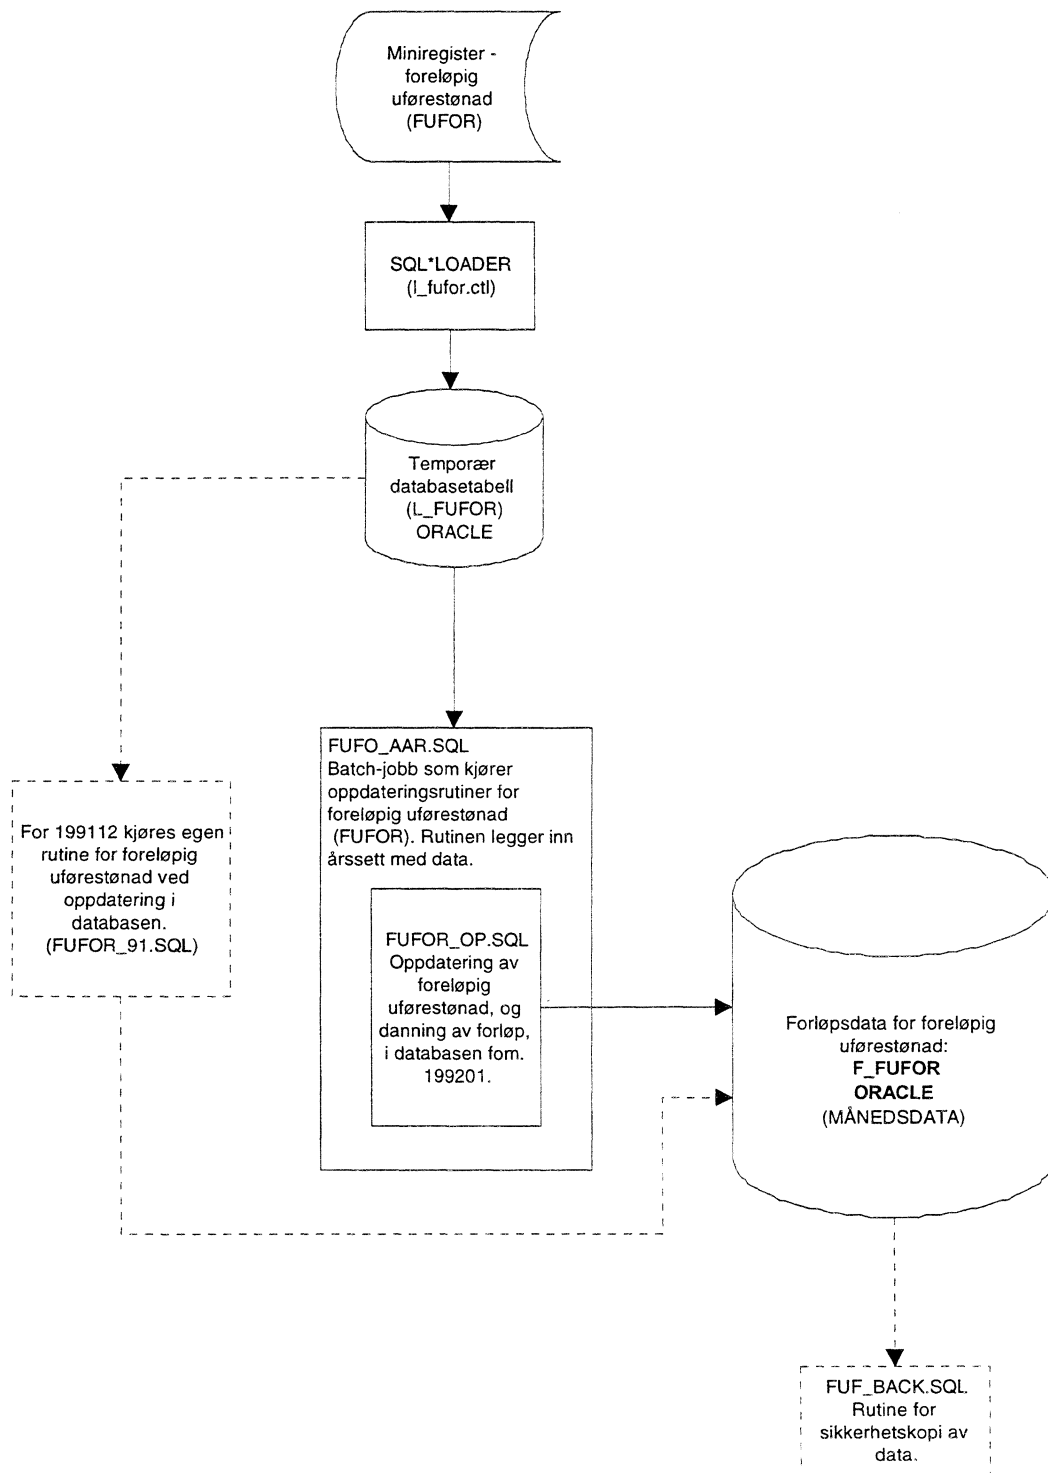 Miniregister -
foreløpig
uførestønad
(FUFOR)
SQL*LOADER
(l_fufor.ctl)
Temporær
databasetabell
(L_FUFOR)
ORACLE
FUFO_AAR.SQL
Batch-jobb som kjører
oppdateringsrutiner for
foreløpig uførestønad
(FUFOR). Rutinen legger inn
årssett med data.
For 199112 kjøres egen
rutine for foreløpig
uførestønad ved
oppdatering i
databasen.
(FUFOR_91.SQL)
FUFOR_OP.SQL
Oppdatering av
foreløpig
uførestønad, og
danning av forløp,
i databasen fom.
199201.
Forløpsdata for foreløpig
uførestønad:
F_FUFOR
ORACLE
(MÅNEDSDATA)
FUF_BACK.SQL.
Rutine for
sikkerhetskopi av
data.